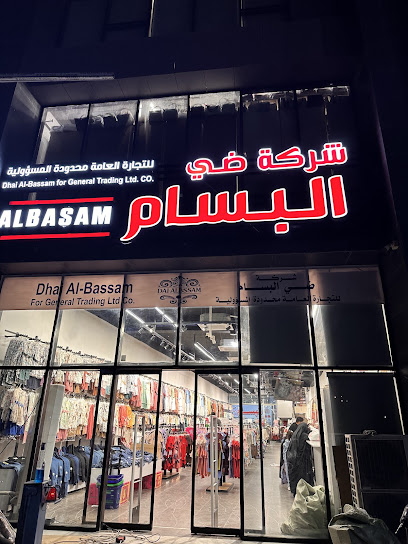 شركة ضي
البسام
للتجارة العامة محدودة المسؤولية
Dhai Al-Bassam for General Trading Ltd. CO.
ALBASAM
Dhai Al-Bassam
For General Trading Ltd Co.
DAI ALBASSAM
شركة
ضي البسام
للتجارة العامة محدودة المسؤولية